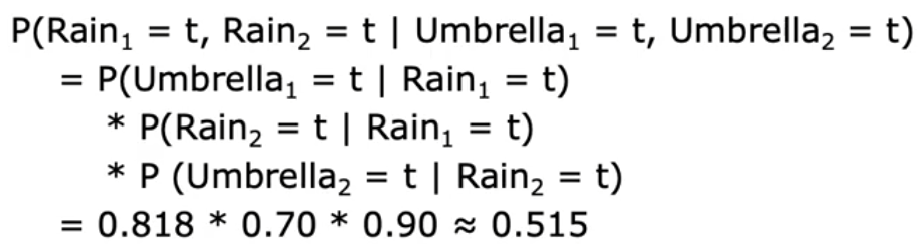 P(Rain₁ = t, Rain₂ = t | Umbrella₁ = t, Umbrella₂ = t)
= P(Umbrella₁ = t | Rain₁ = t)
* P(Rain₂ = t | Rain₁ = t)
* P (Umbrella₂ = t | Rain₂ = t)
= 0.818 * 0.70 * 0.90 ≈ 0.515